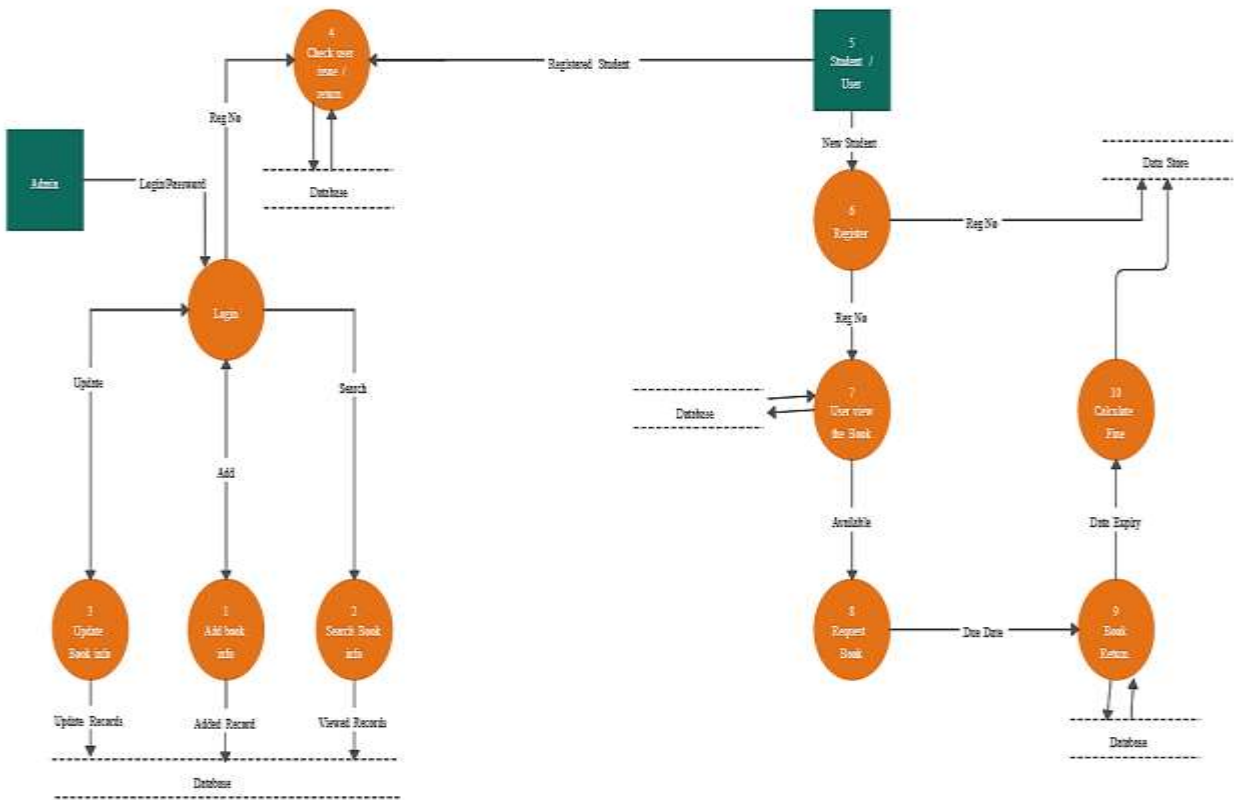 4
Check user
issue /
return
5
Student /
User
Registered Student
Reg No
New Student
Data Store
Admin
Login/Password
Database
6
Register
Reg No
Login
Reg No
Update
Search
7
User view
the Book
Database
10
Calculate
Fine
Add
Available
Data Expiry
3
Update
Book info
1
Add book
info
2
Search Book
info
8
Request
Book
Due Date
9
Book
Return
Update Records
Added Record
Viewed Records
Database
Database